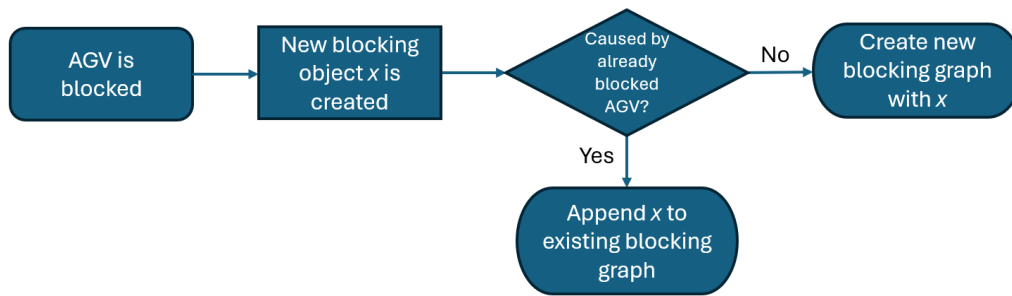 AGV is
blocked
New blocking
object x is
created
Caused by
already
blocked
AGV?
No
Create new
blocking graph
with x
Yes
Append x to
existing blocking
graph